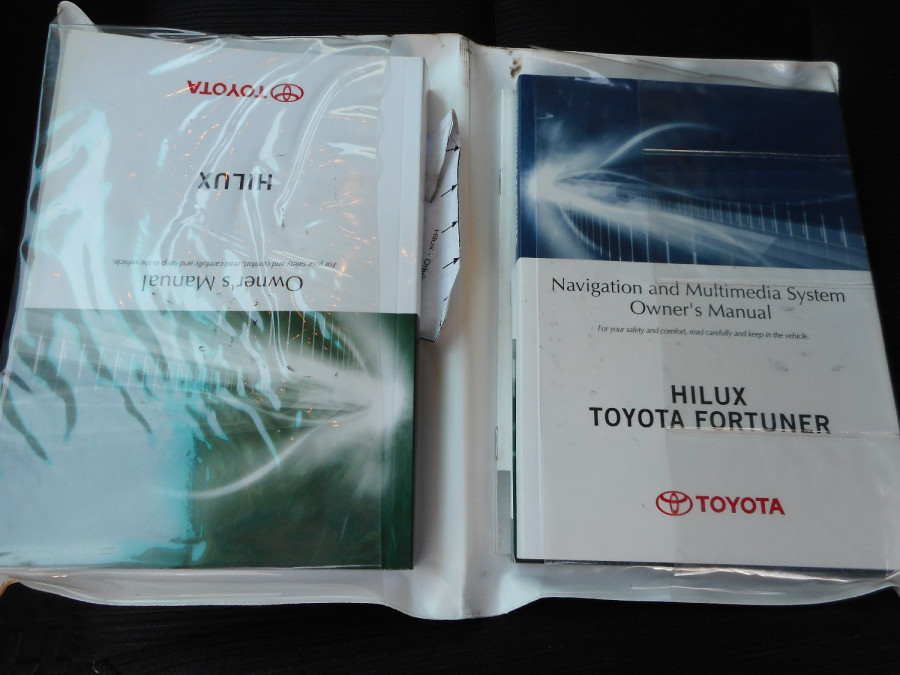 TOYOTA
HILUX
For your safety and comfort, read carefully and keep in the vehicle.
Owner's Manual
Navigation and Multimedia System
Owner's Manual
For your safety and comfort, read carefully and keep in the vehicle.
HILUX
TOYOTA FORTUNER
TOYOTA